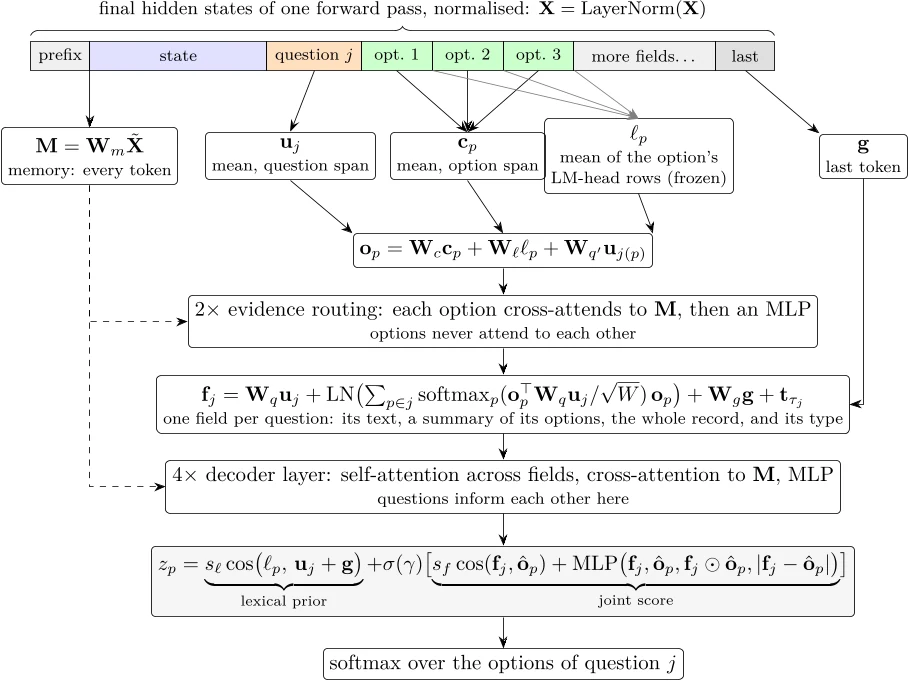 final hidden states of one forward pass, normalised: X = LayerNorm(X)
prefix state question j opt. 1 opt. 2 opt. 3 more fields... last
M = W_m X̃
memory: every token
u_j
mean, question span
c_p
mean, option span
ℓ_p
mean of the option's
LM-head rows (frozen)
g
last token
o_p = W_c c_p + W_ℓ ℓ_p + W_q′ u_j(p)
2× evidence routing: each option cross-attends to M, then an MLP
options never attend to each other
f_j = W_q u_j + LN(∑_{p∈j} softmax_p(o_p^⊤ W_q u_j/√W) o_p) + W_g g + t_{τ_j}
one field per question: its text, a summary of its options, the whole record, and its type
4× decoder layer: self-attention across fields, cross-attention to M, MLP
questions inform each other here
z_p = s_ℓ cos(ℓ_p, u_j + g) +σ(γ)[s_f cos(f_j, ô_p) + MLP(f_j, ô_p, f_j ⊙ ô_p, |f_j − ô_p|)]
lexical prior joint score
softmax over the options of question j